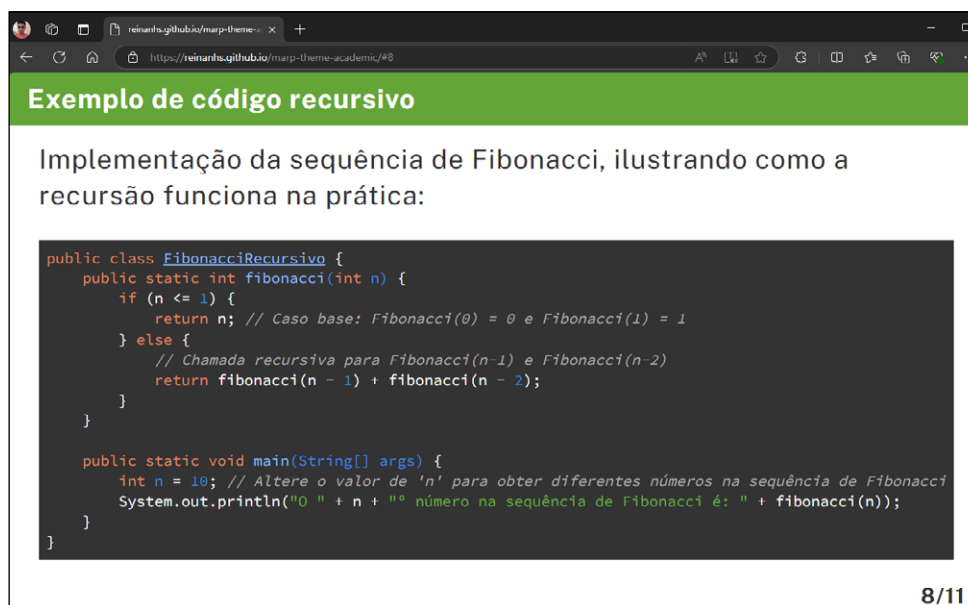 reinanhs.github.io/marp-theme-a
https://reinanhs.github.io/marp-theme-academic/#8
Exemplo de código recursivo
Implementação da sequência de Fibonacci, ilustrando como a
recursão funciona na prática:
public class FibonacciRecursivo {
    public static int fibonacci(int n) {
        if (n <= 1) {
            return n; // Caso base: Fibonacci(0) = 0 e Fibonacci(1) = 1
        } else {
            // Chamada recursiva para Fibonacci(n-1) e Fibonacci(n-2)
            return fibonacci(n - 1) + fibonacci(n - 2);
        }
    }
    public static void main(String[] args) {
        int n = 10; // Altere o valor de 'n' para obter diferentes números na sequência de Fibonacci
        System.out.println("O " + n + "º número na sequência de Fibonacci é: " + fibonacci(n));
    }
}
8/11